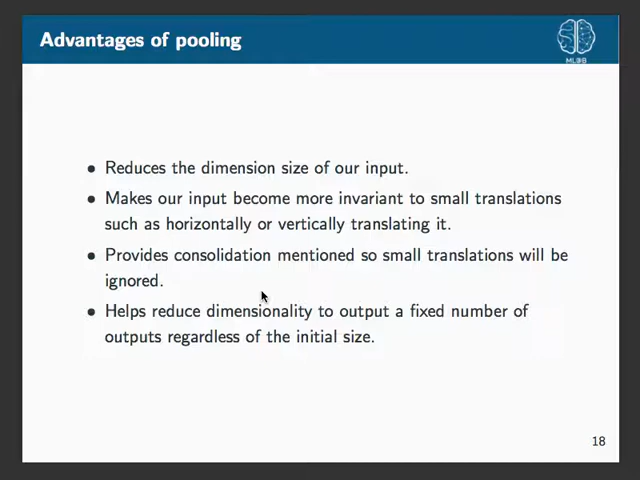 Advantages of pooling
MLBB
• Reduces the dimension size of our input.
• Makes our input become more invariant to small translations
such as horizontally or vertically translating it.
• Provides consolidation mentioned so small translations will be
ignored.
• Helps reduce dimensionality to output a fixed number of
outputs regardless of the initial size.
18